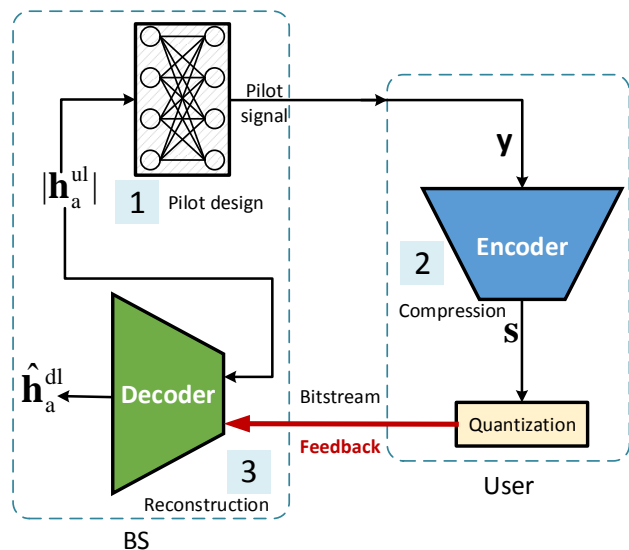 Pilot
signal
|h_a^ul|
1
Pilot design
y
Encoder
2
Compression
s
ĥ_a^dl
Decoder
Bitstream
Quantization
Feedback
3
Reconstruction
User
BS